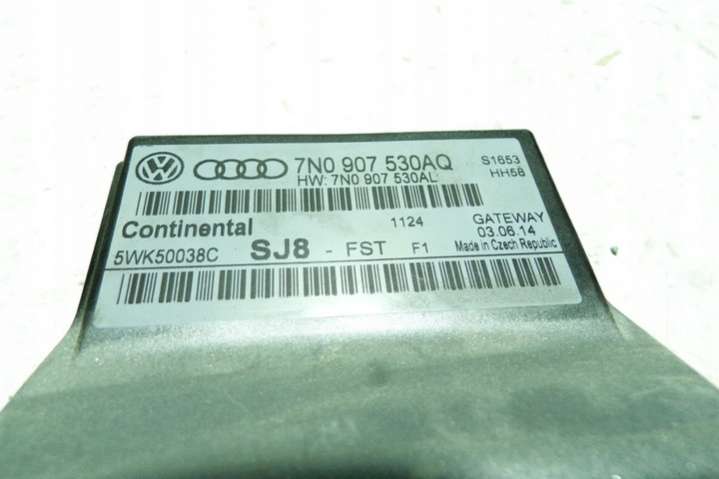 7N0 907 530AQ S1653
HW: 7N0 907 530AL HH58
Continental 1124 GATEWAY
5WK50038C SJ8 - FST F1 03.06.14
Made in Czech Republic